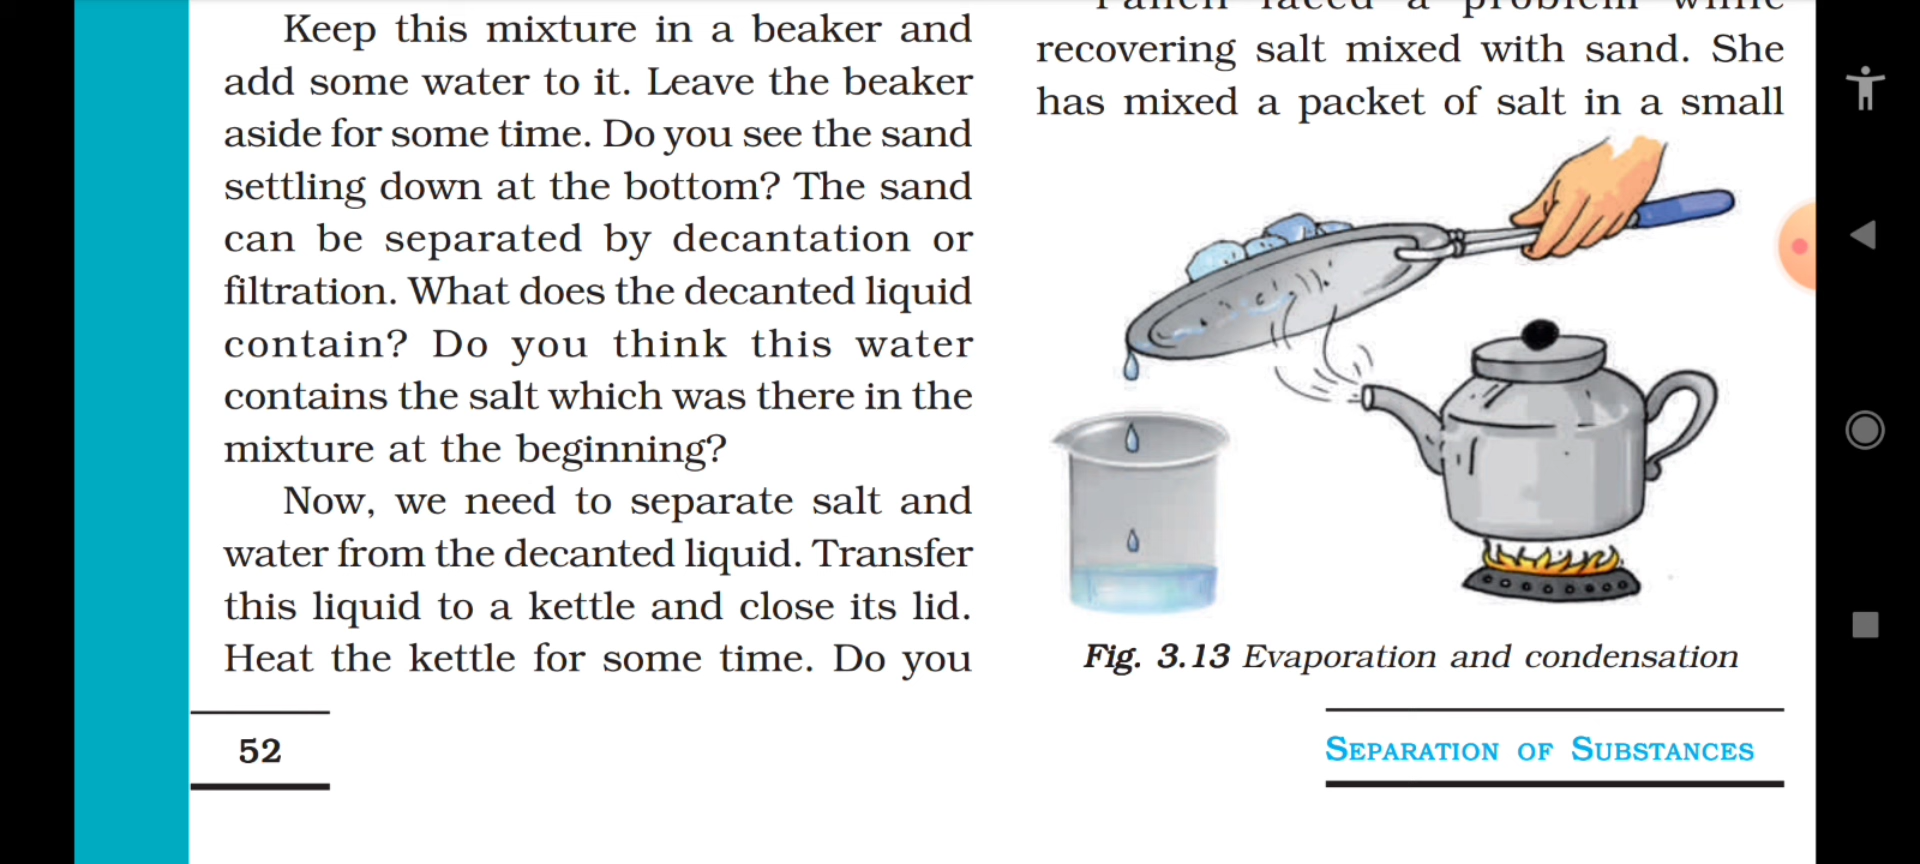 Keep this mixture in a beaker and
add some water to it. Leave the beaker
aside for some time. Do you see the sand
settling down at the bottom? The sand
can be separated by decantation or
filtration. What does the decanted liquid
contain? Do you think this water
contains the salt which was there in the
mixture at the beginning?
Now, we need to separate salt and
water from the decanted liquid. Transfer
this liquid to a kettle and close its lid.
Heat the kettle for some time. Do you
faced a problem while
recovering salt mixed with sand. She
has mixed a packet of salt in a small
Fig. 3.13 Evaporation and condensation
52
SEPARATION OF SUBSTANCES